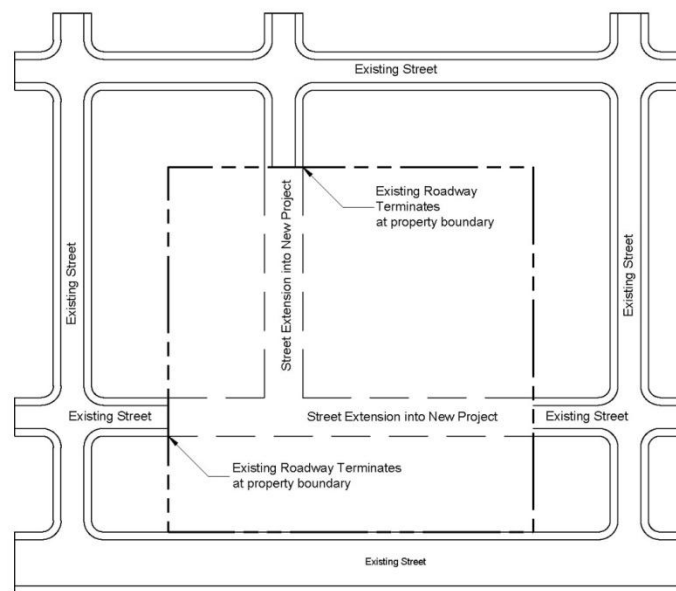 Existing Street
Existing Roadway
Terminates
at property boundary
Street Extension into New Project
Existing Street
Existing Street
Existing Street
Street Extension into New Project
Existing Street
Existing Roadway Terminates
at property boundary
Existing Street